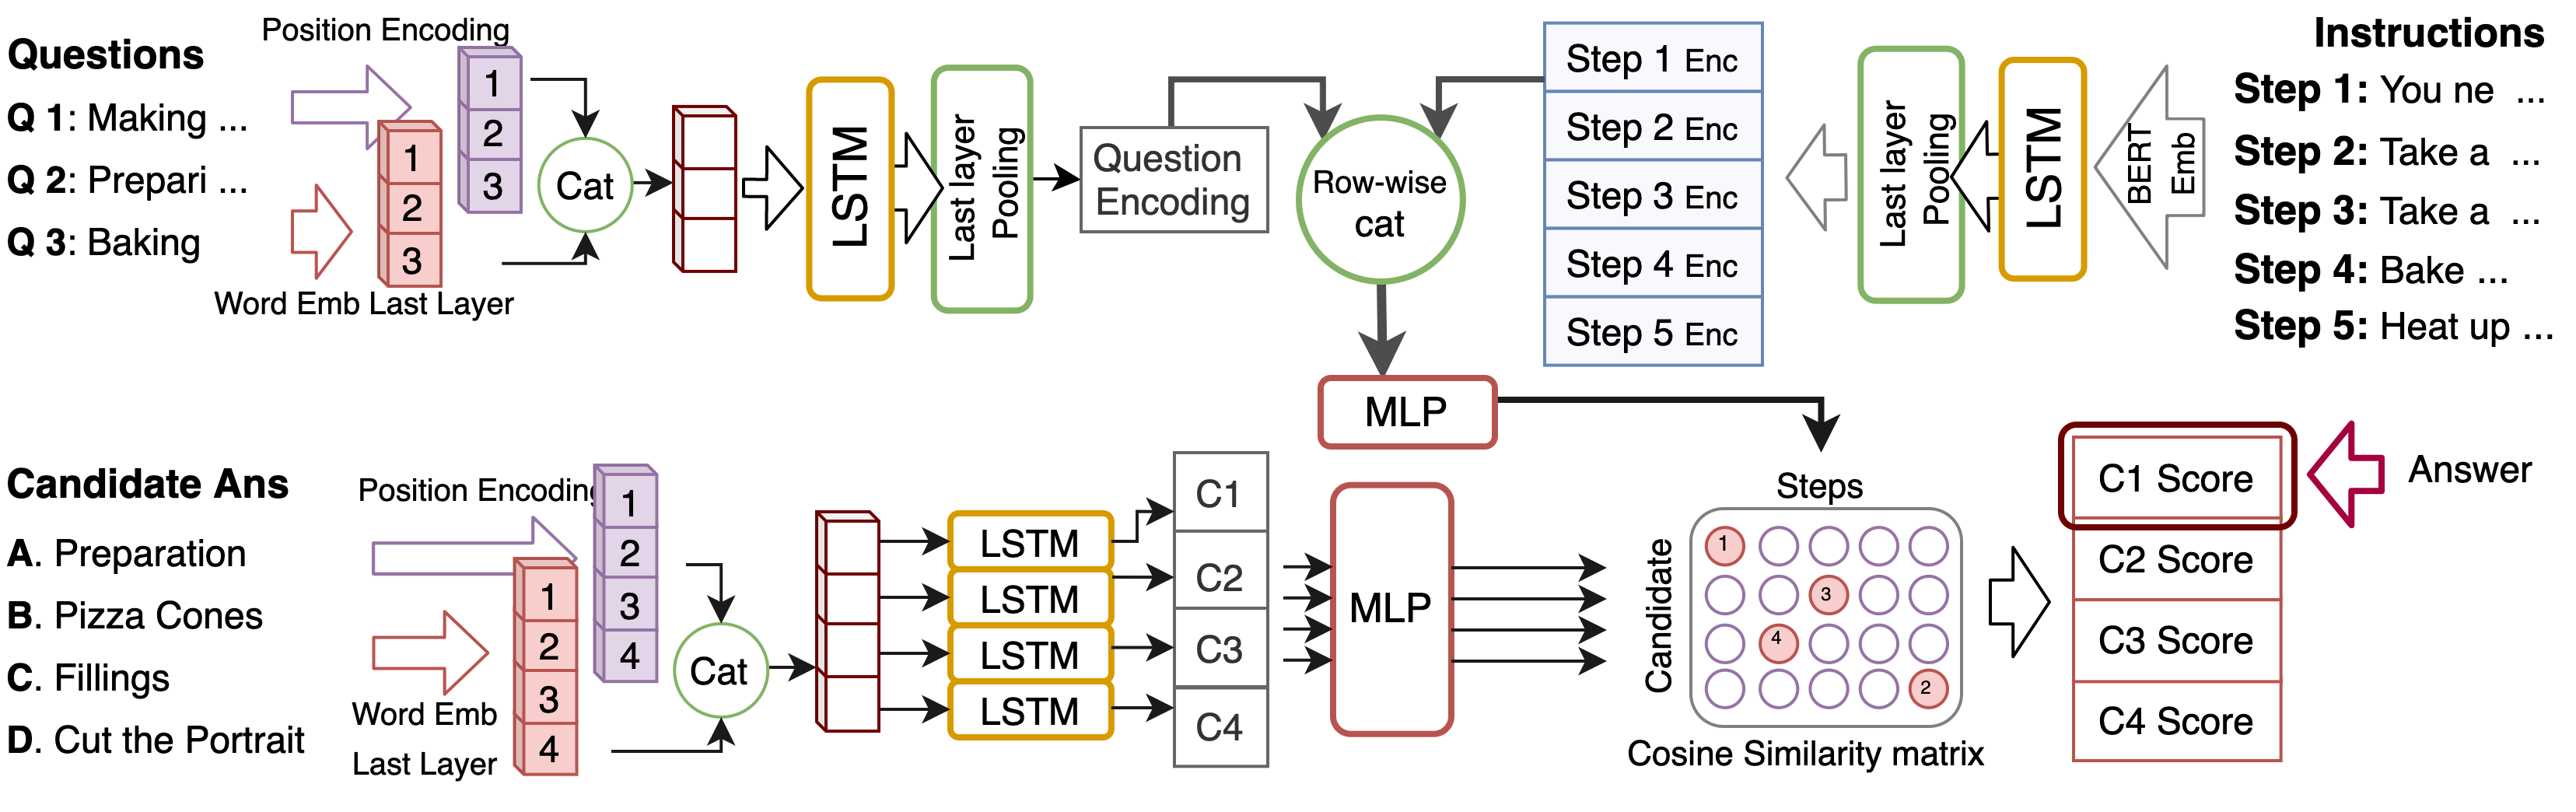 Questions
Q 1: Making ...
Q 2: Prepari ...
Q 3: Baking
Position Encoding
1
2
3
1
2
3
Word Emb Last Layer
Cat
LSTM
Last layer
Pooling
Question
Encoding
Row-wise
cat
MLP
Step 1 Enc
Step 2 Enc
Step 3 Enc
Step 4 Enc
Step 5 Enc
Last layer
Pooling
LSTM
BERT
Emb
Instructions
Step 1: You ne ...
Step 2: Take a ...
Step 3: Take a ...
Step 4: Bake ...
Step 5: Heat up ...
Candidate Ans
A. Preparation
B. Pizza Cones
C. Fillings
D. Cut the Portrait
Position Encoding
1
2
3
4
1
2
3
4
Word Emb
Last Layer
Cat
LSTM
LSTM
LSTM
LSTM
C1
C2
C3
C4
MLP
Steps
Candidate
1
3
4
2
Cosine Similarity matrix
C1 Score
C2 Score
C3 Score
C4 Score
Answer